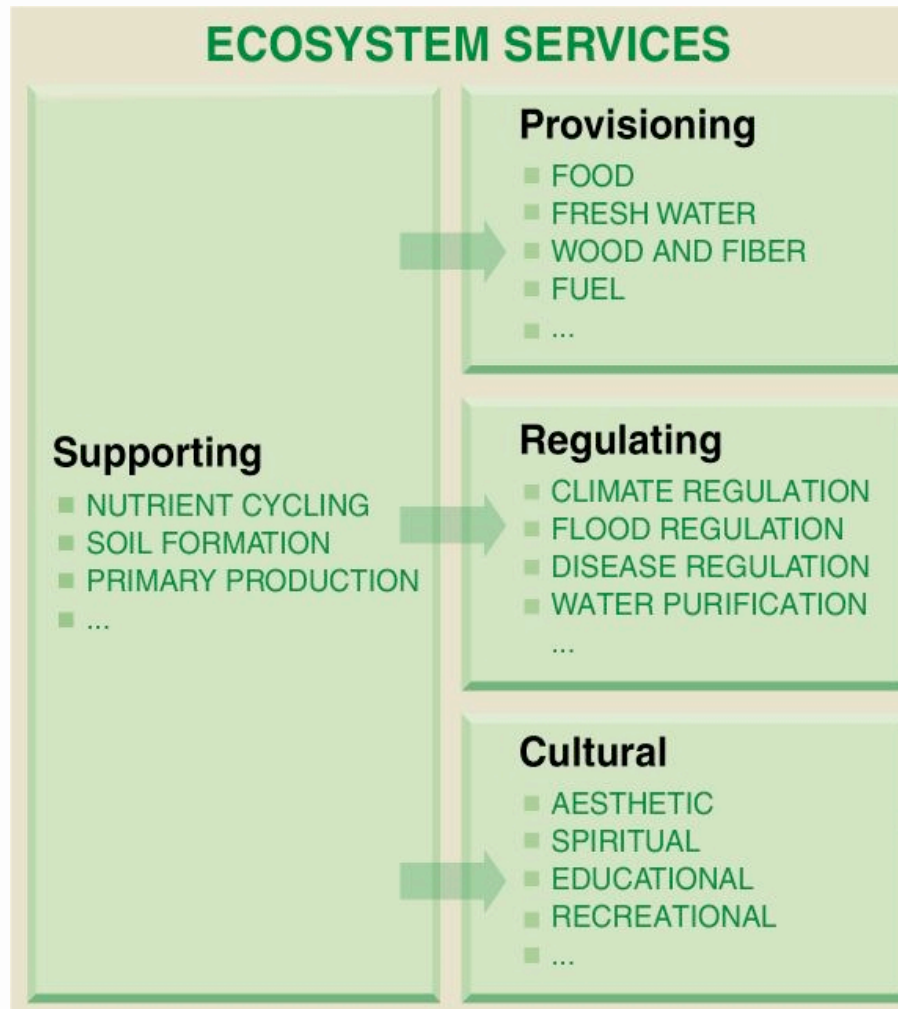 ECOSYSTEM SERVICES
Supporting
NUTRIENT CYCLING
SOIL FORMATION
PRIMARY PRODUCTION
...
Provisioning
FOOD
FRESH WATER
WOOD AND FIBER
FUEL
...
Regulating
CLIMATE REGULATION
FLOOD REGULATION
DISEASE REGULATION
WATER PURIFICATION
...
Cultural
AESTHETIC
SPIRITUAL
EDUCATIONAL
RECREATIONAL
...